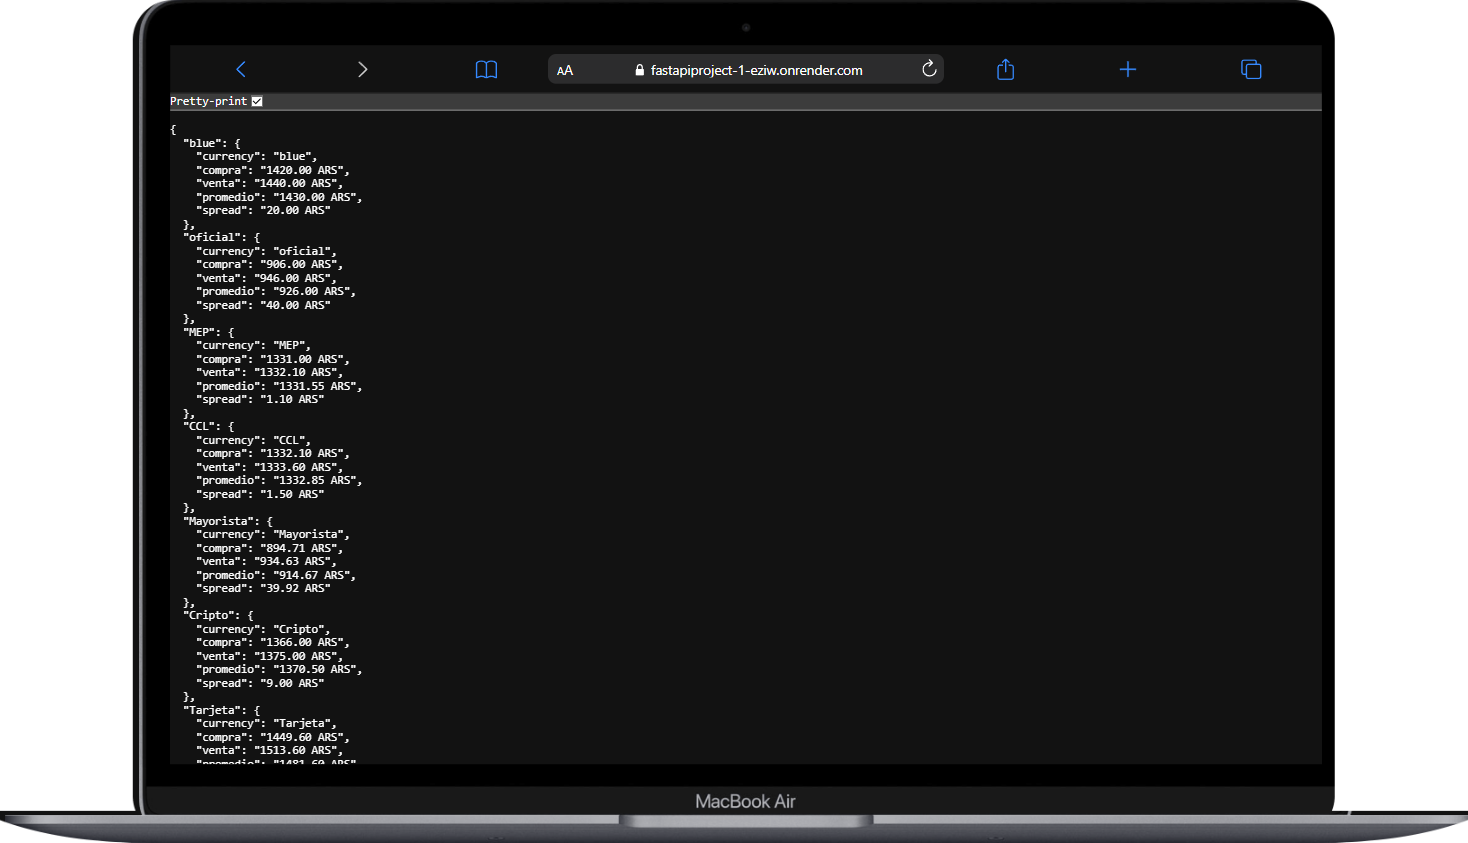 AA
fastapiproject-1-eziw.onrender.com
Pretty-print
{
"blue": {
"currency": "blue",
"compra": "1420.00 ARS",
"venta": "1440.00 ARS",
"promedio": "1430.00 ARS",
"spread": "20.00 ARS"
},
"oficial": {
"currency": "oficial",
"compra": "906.00 ARS",
"venta": "946.00 ARS",
"promedio": "926.00 ARS",
"spread": "40.00 ARS"
},
"MEP": {
"currency": "MEP",
"compra": "1331.00 ARS",
"venta": "1332.10 ARS",
"promedio": "1331.55 ARS",
"spread": "1.10 ARS"
},
"CCL": {
"currency": "CCL",
"compra": "1332.10 ARS",
"venta": "1333.60 ARS",
"promedio": "1332.85 ARS",
"spread": "1.50 ARS"
},
"Mayorista": {
"currency": "Mayorista",
"compra": "894.71 ARS",
"venta": "934.63 ARS",
"promedio": "914.67 ARS",
"spread": "39.92 ARS"
},
"Cripto": {
"currency": "Cripto",
"compra": "1366.00 ARS",
"venta": "1375.00 ARS",
"promedio": "1370.50 ARS",
"spread": "9.00 ARS"
},
"Tarjeta": {
"currency": "Tarjeta",
"compra": "1449.60 ARS",
"venta": "1513.60 ARS",
"promedio": "1481.60 ARS"
MacBook Air